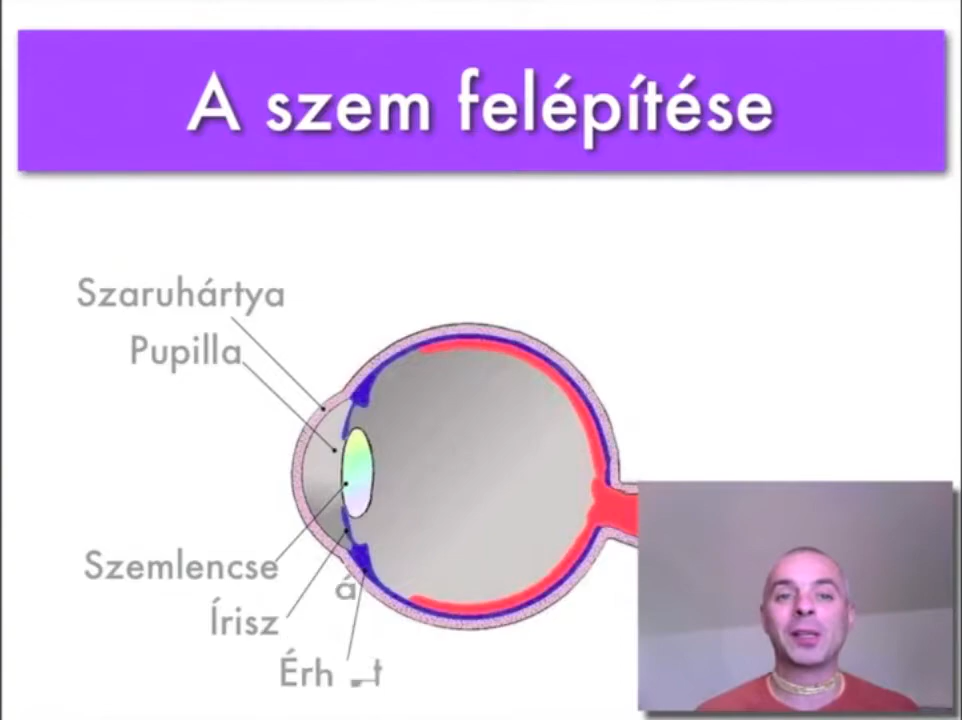 A szem felépítése
Szaruhártya
Pupilla
Szemlencse
Írisz